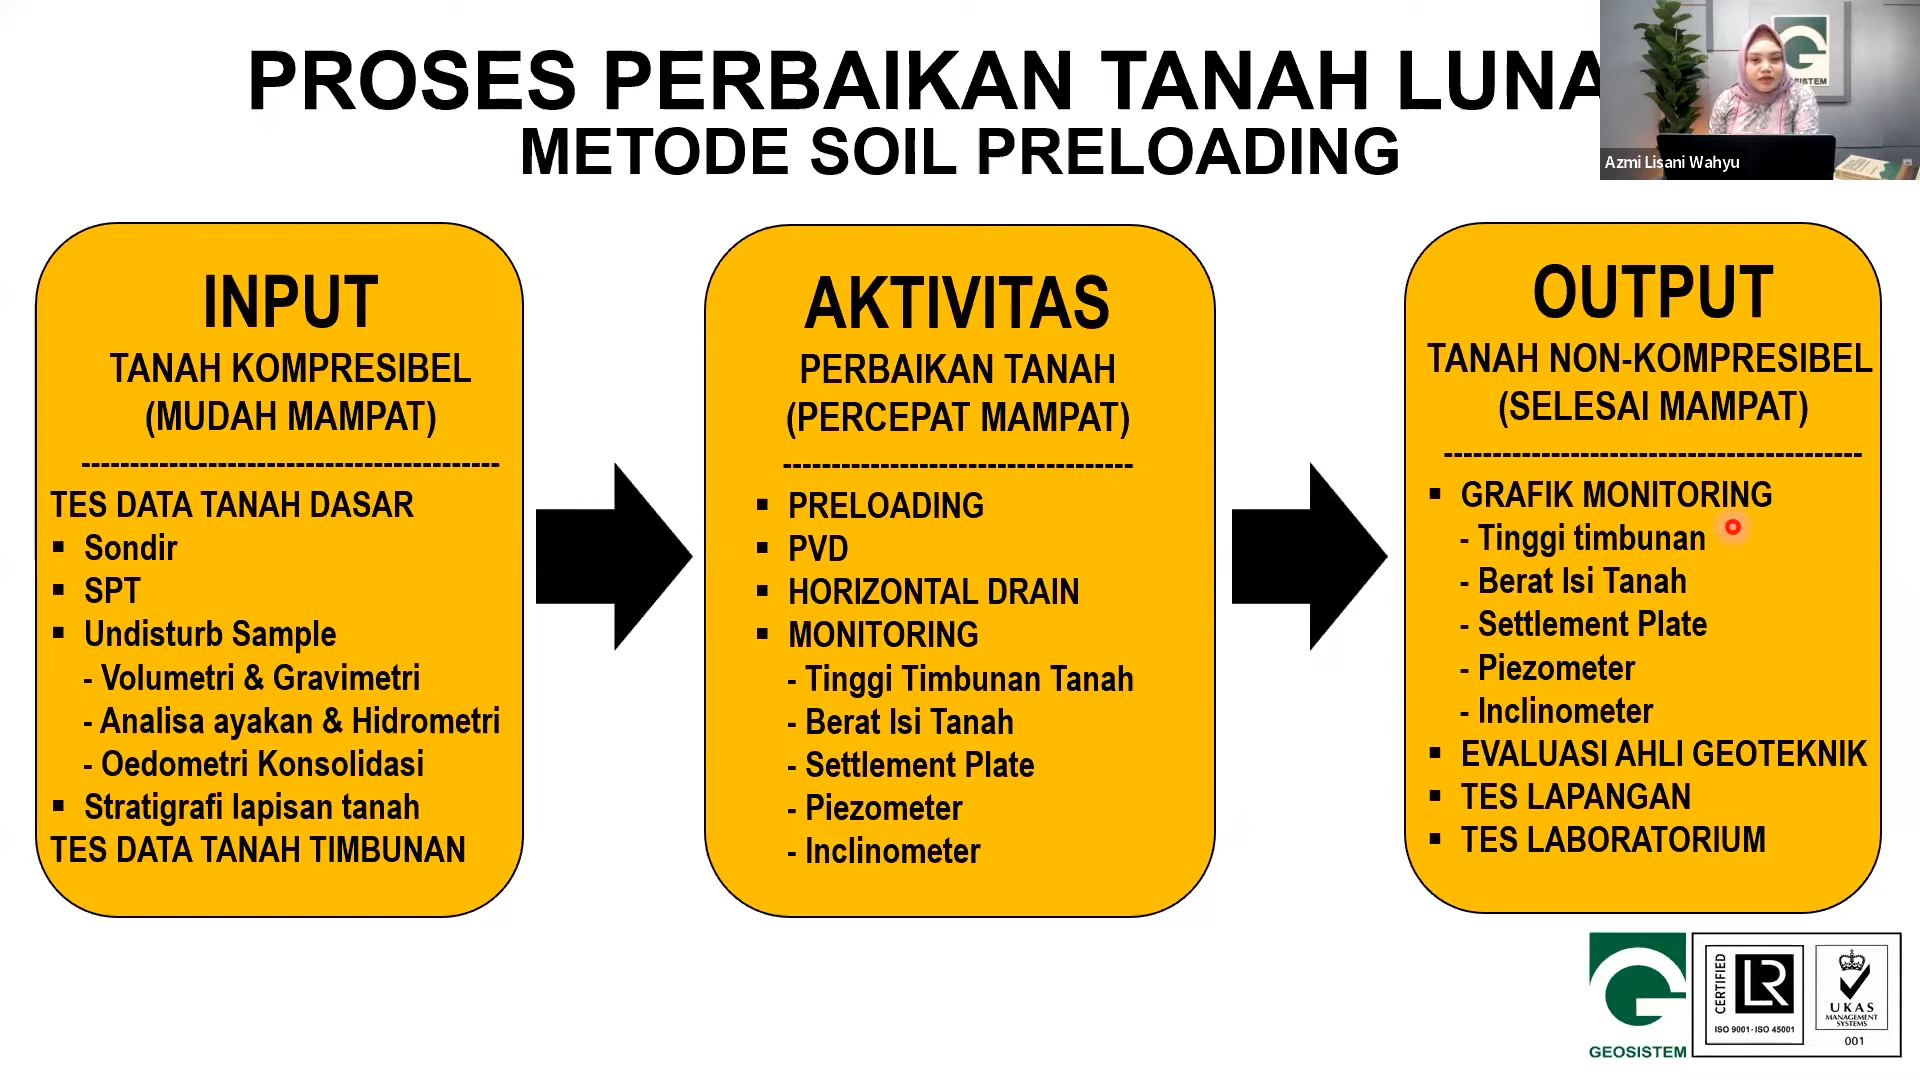 PROSES PERBAIKAN TANAH LUNA
METODE SOIL PRELOADING
SISTEM
Azmi Lisani Wahyu
INPUT
TANAH KOMPRESIBEL
(MUDAH MAMPAT)
-------------------------------------------
TES DATA TANAH DASAR
▪ Sondir
▪ SPT
▪ Undisturb Sample
- Volumetri & Gravimetri
- Analisa ayakan & Hidrometri
- Oedometri Konsolidasi
▪ Stratigrafi lapisan tanah
TES DATA TANAH TIMBUNAN
AKTIVITAS
PERBAIKAN TANAH
(PERCEPAT MAMPAT)
------------------------------------
▪ PRELOADING
▪ PVD
▪ HORIZONTAL DRAIN
▪ MONITORING
- Tinggi Timbunan Tanah
- Berat Isi Tanah
- Settlement Plate
- Piezometer
- Inclinometer
OUTPUT
TANAH NON-KOMPRESIBEL
(SELESAI MAMPAT)
-------------------------------------------
▪ GRAFIK MONITORING
- Tinggi timbunan
- Berat Isi Tanah
- Settlement Plate
- Piezometer
- Inclinometer
▪ EVALUASI AHLI GEOTEKNIK
▪ TES LAPANGAN
▪ TES LABORATORIUM
GEOSISTEM
CERTIFIED
LR
ISO 9001 · ISO 45001
UKAS
MANAGEMENT
SYSTEMS
001